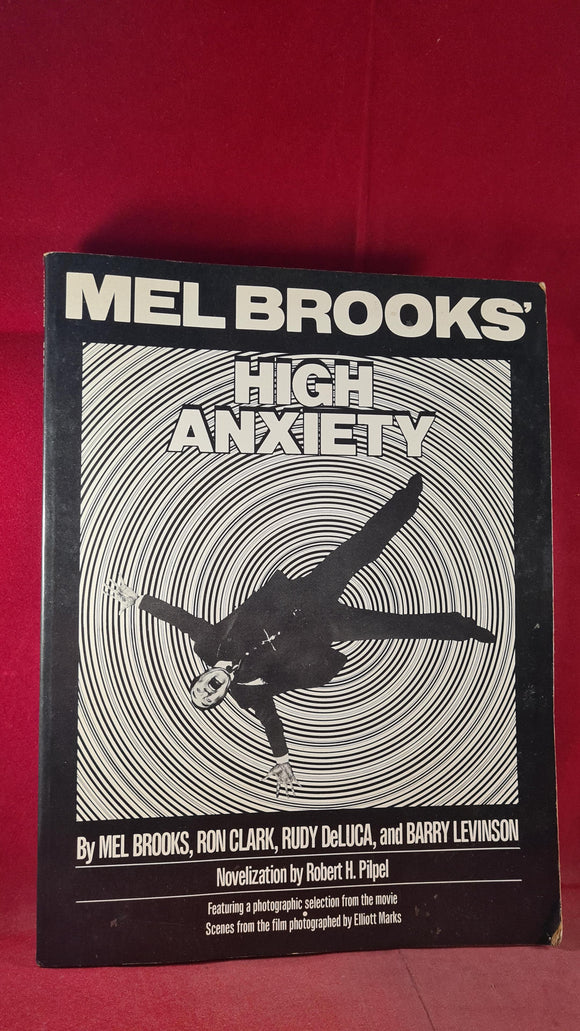 MEL BROOKS'
HIGH
ANXIETY
By MEL BROOKS, RON CLARK, RUDY DeLUCA, and BARRY LEVINSON
Novelization by Robert H. Pilpel
Featuring a photographic selection from the movie
Scenes from the film photographed by Elliott Marks